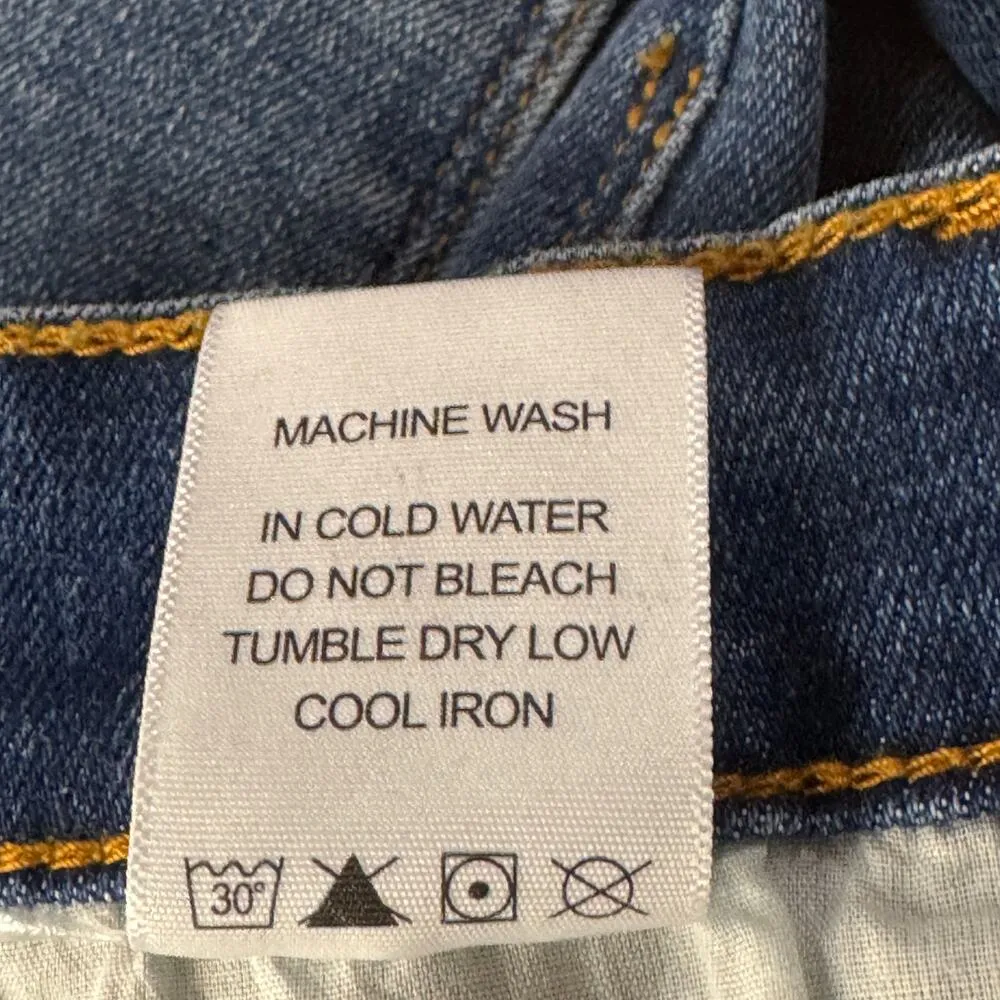 MACHINE WASH
IN COLD WATER
DO NOT BLEACH
TUMBLE DRY LOW
COOL IRON
30°